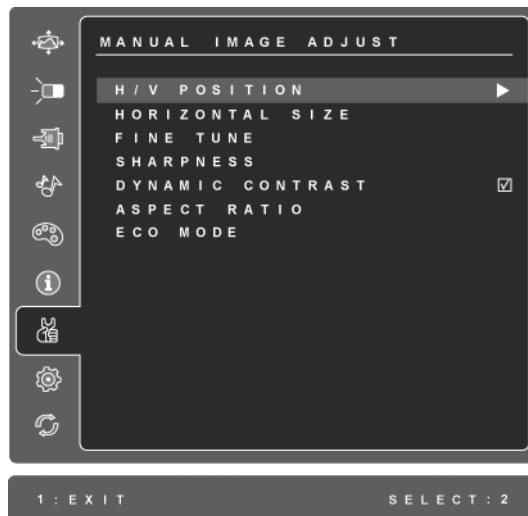 MANUAL IMAGE ADJUST
H/V POSITION
HORIZONTAL SIZE
FINE TUNE
SHARPNESS
DYNAMIC CONTRAST
ASPECT RATIO
ECO MODE
1:EXIT SELECT:2